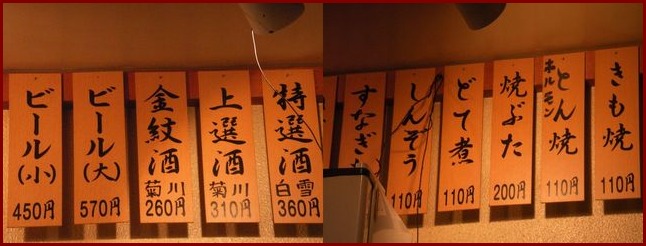 ビール(小)
450円
ビール(大)
570円
金紋酒
菊川
260円
上選酒
菊川
310円
特選酒
白雪
360円
すなぎ
しんぞう
110円
どて煮
110円
焼ぶた
200円
ホルモン
とん焼
110円
きも焼
110円